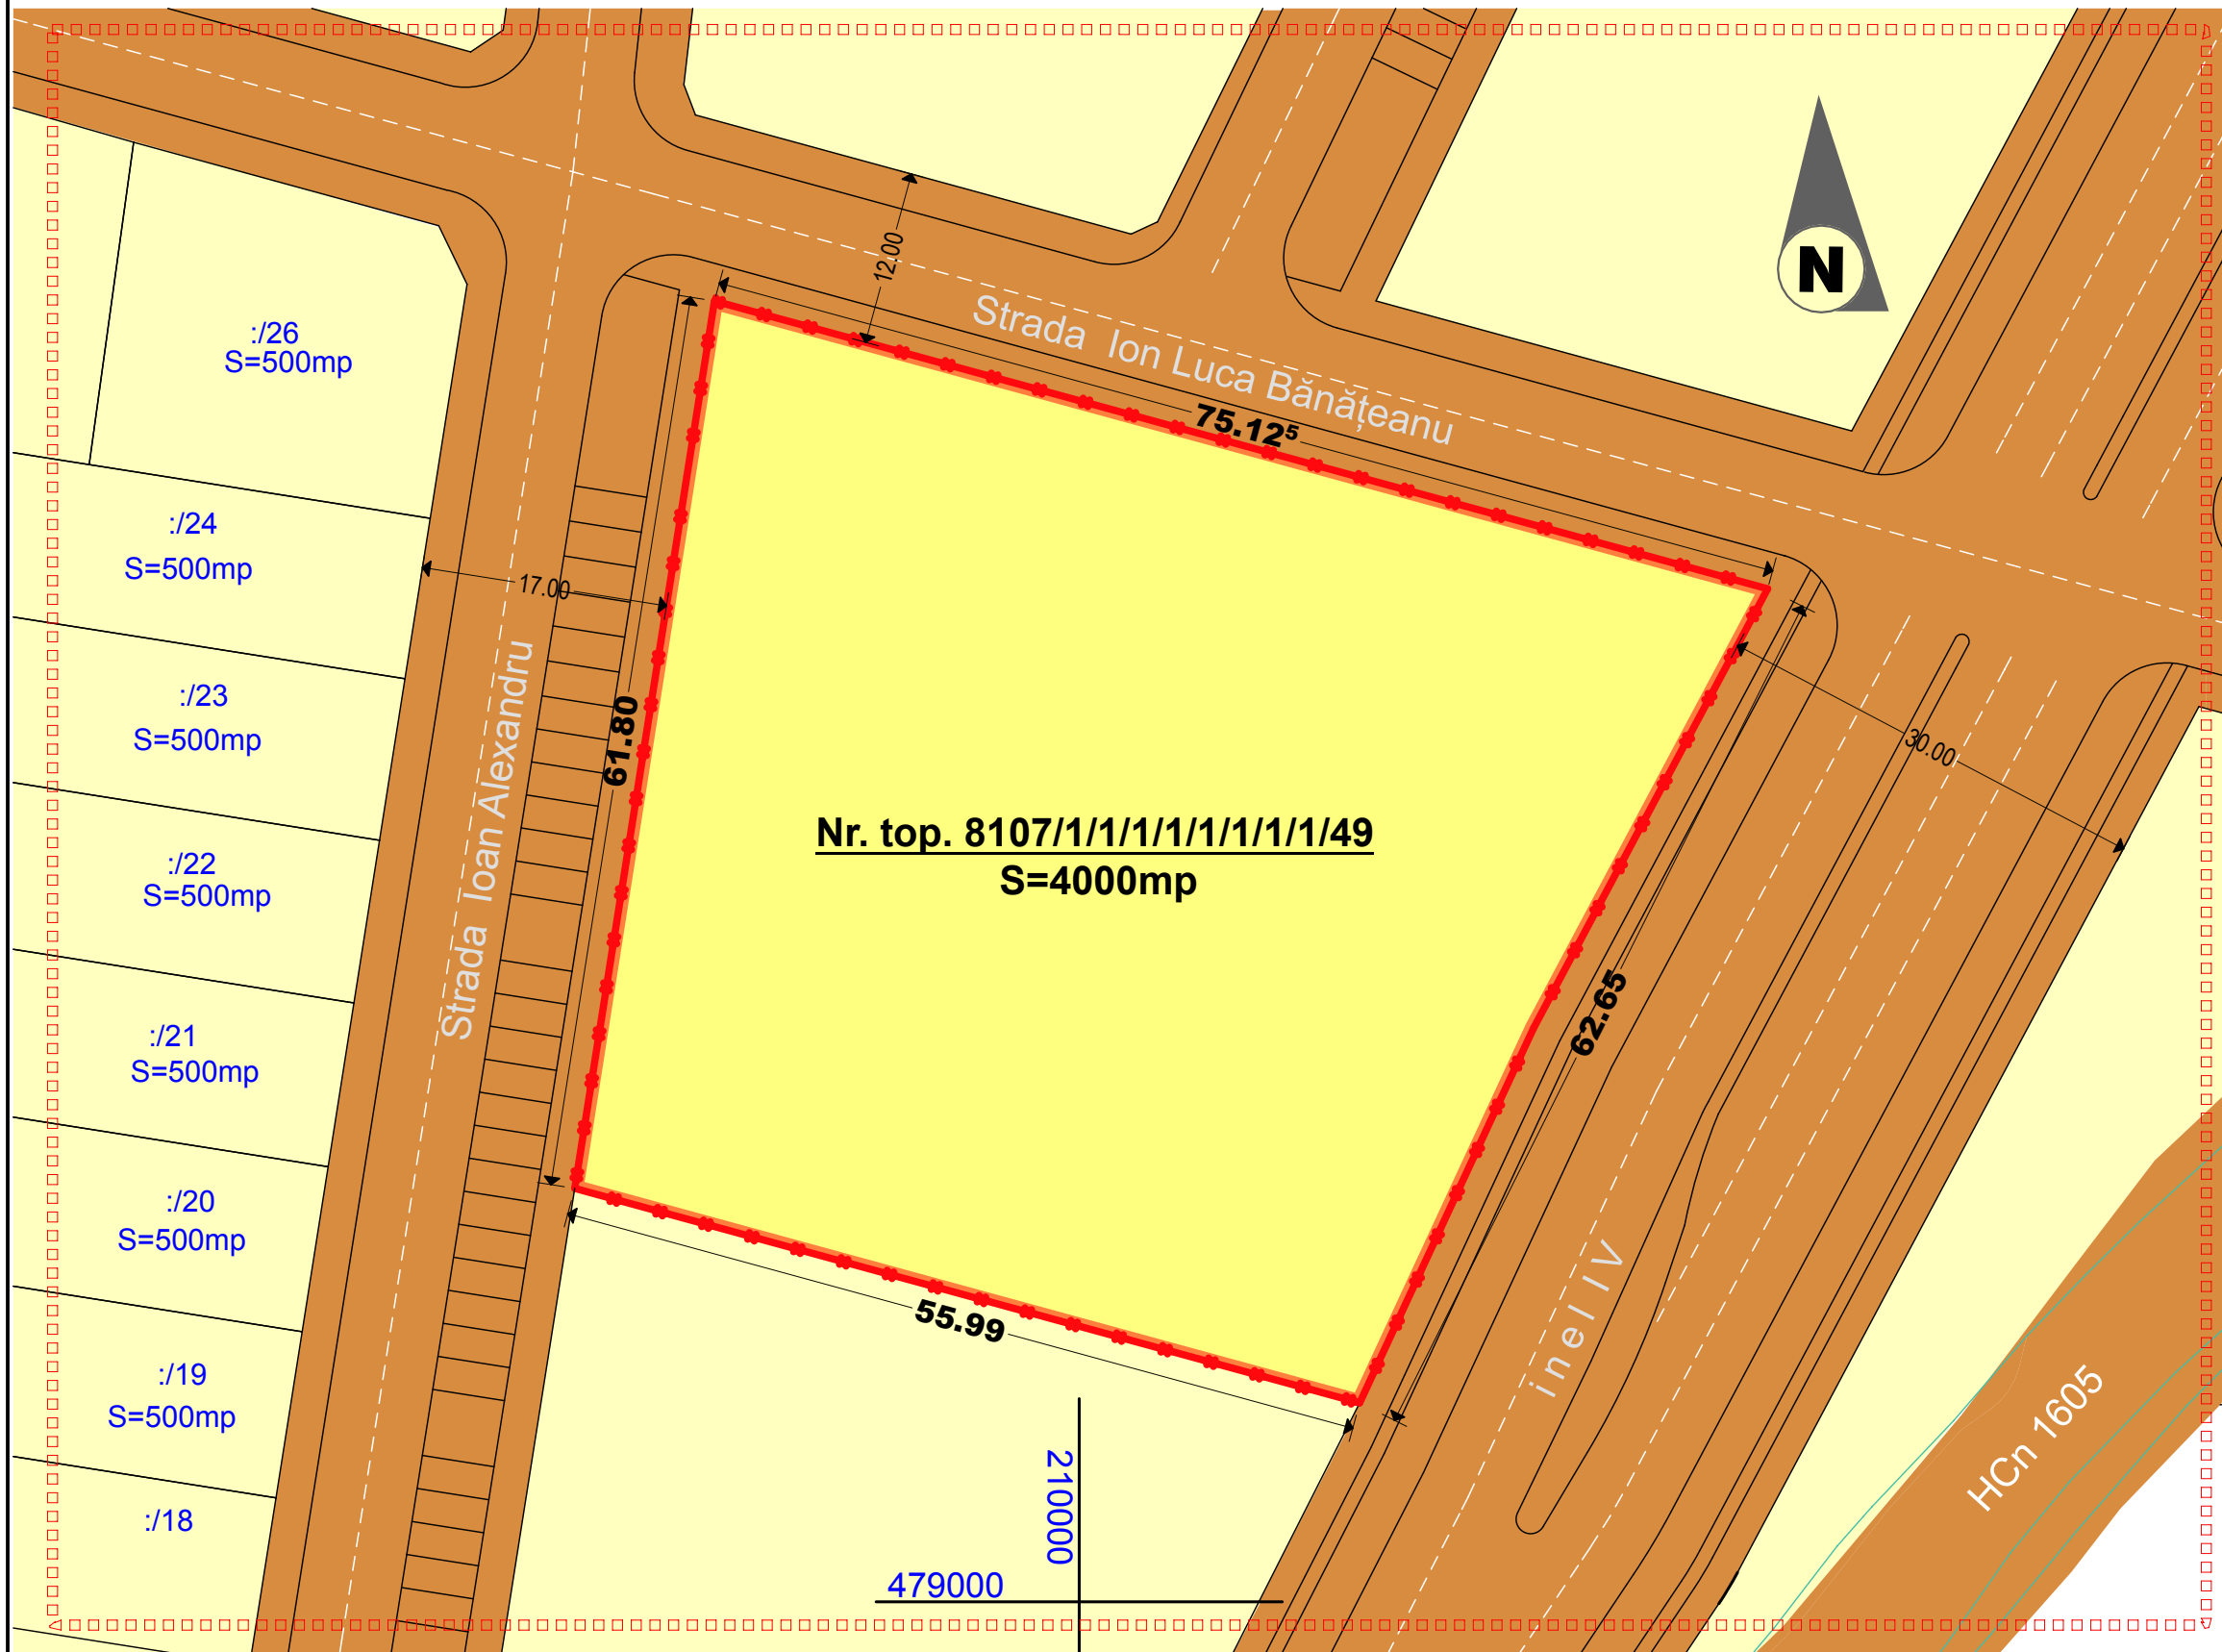 12.00
N
Strada Ion Luca Bănățeanu
75.12⁵
:/26
S=500mp
:/24
S=500mp
17.00
:/23
S=500mp
Strada Ioan Alexandru
61.80
30.00
Nr. top. 8107/1/1/1/1/1/1/1/1/49
S=4000mp
:/22
S=500mp
62.65
:/21
S=500mp
:/20
S=500mp
55.99
inel IV
:/19
S=500mp
HCn 1605
:/18
210000
479000